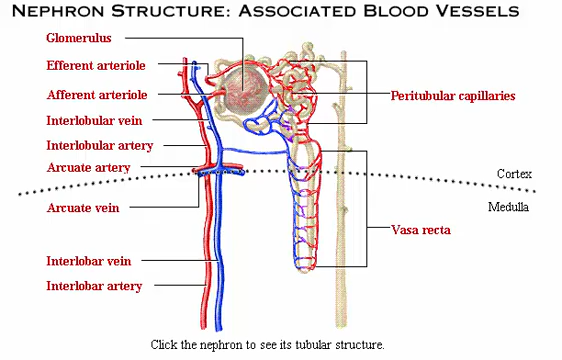 Nephron Structure: Associated Blood Vessels
Glomerulus
Efferent arteriole
Afferent arteriole
Interlobular vein
Interlobular artery
Arcuate artery
Arcuate vein
Interlobar vein
Interlobar artery
Peritubular capillaries
Cortex
Medulla
Vasa recta
Click the nephron to see its tubular structure.